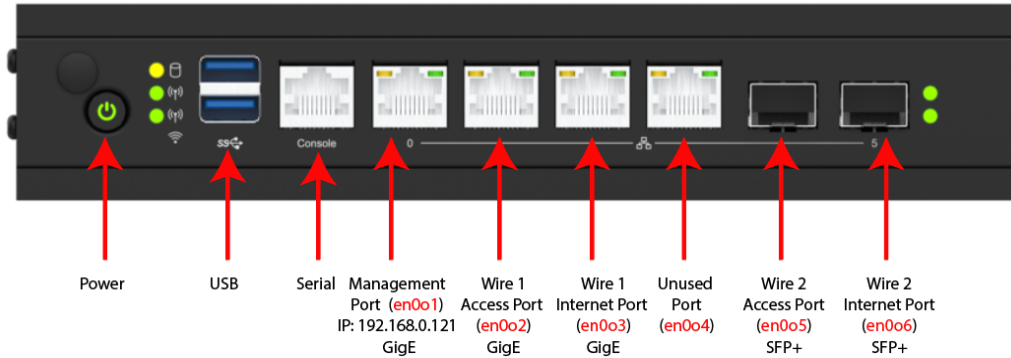 SS
Console
0
5
Power
USB
Serial
Management
Port (en0o1)
IP: 192.168.0.121
GigE
Wire 1
Access Port
(en0o2)
GigE
Wire 1
Internet Port
(en0o3)
GigE
Unused
Port
(en0o4)
Wire 2
Access Port
(en0o5)
SFP+
Wire 2
Internet Port
(en0o6)
SFP+